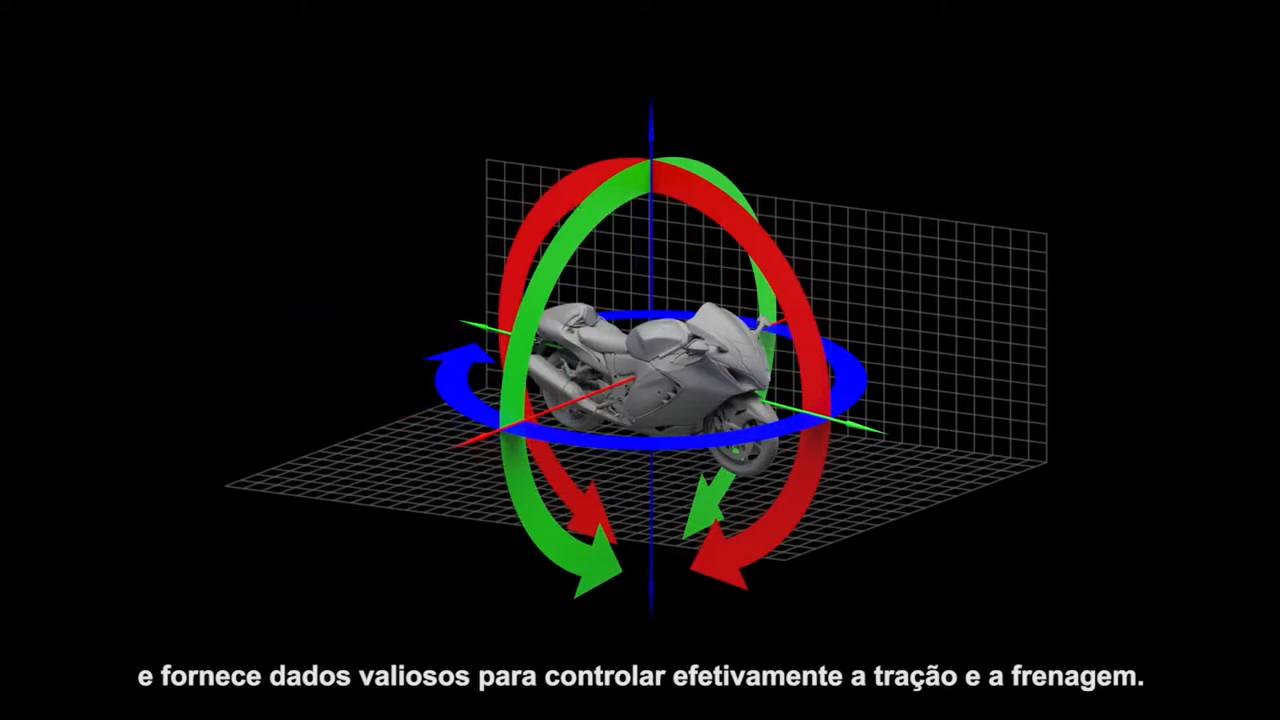 e fornece dados valiosos para controlar efetivamente a tração e a frenagem.